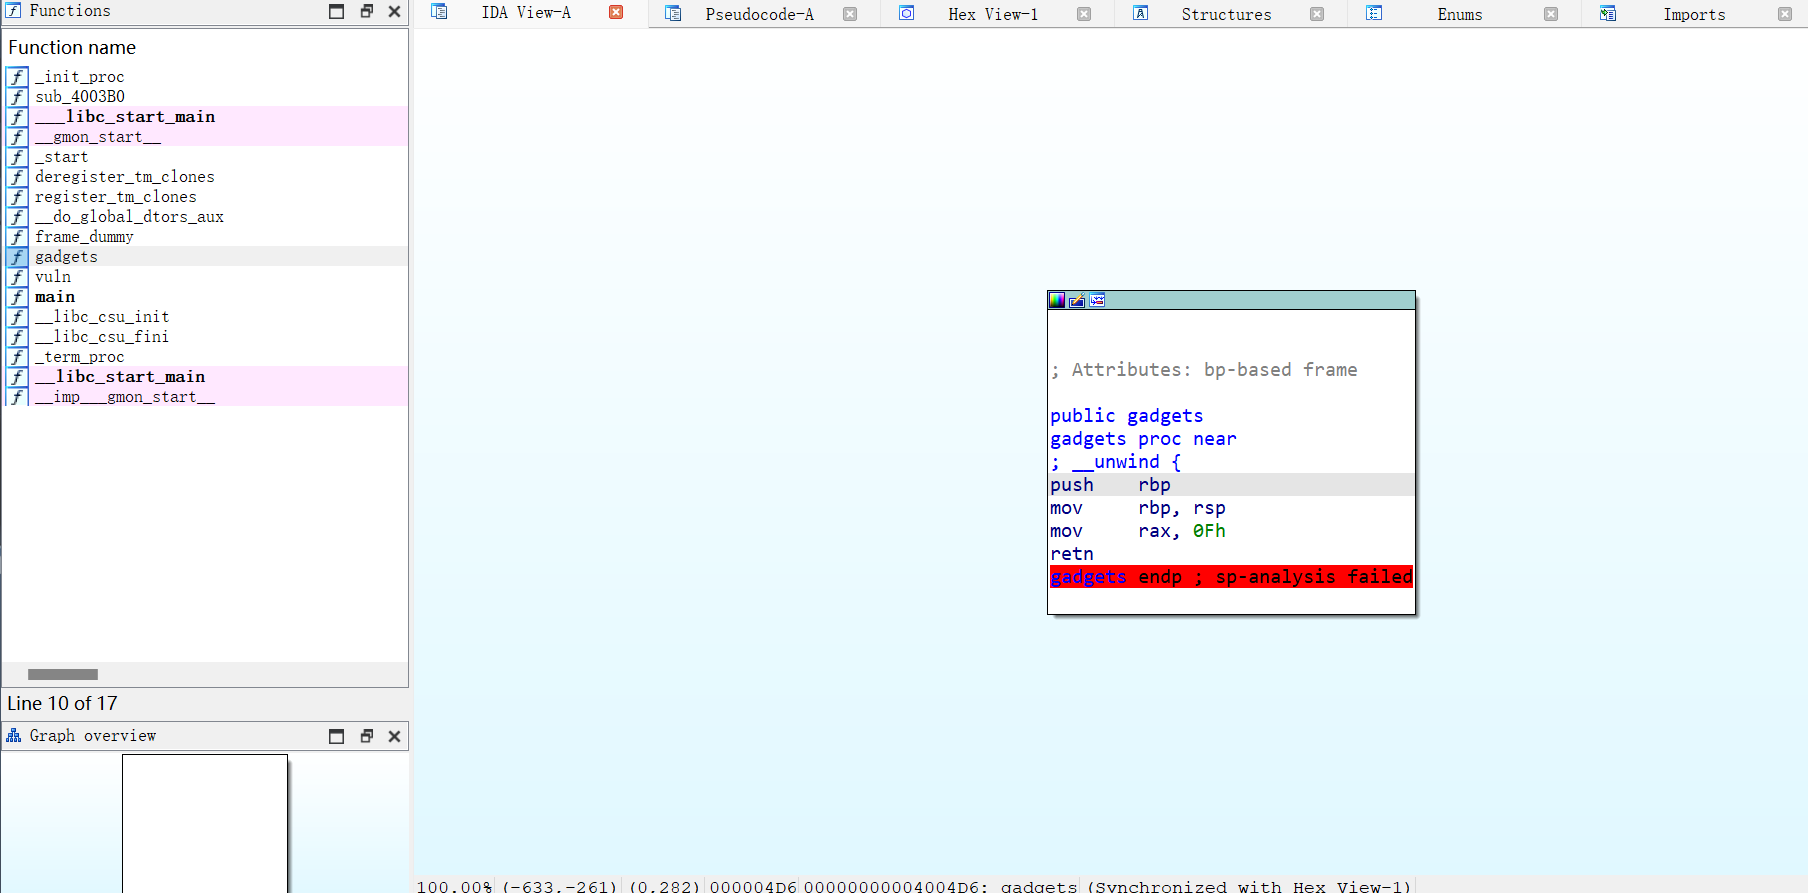 Functions
Function name
_init_proc
sub_4003B0
___libc_start_main
__gmon_start__
_start
deregister_tm_clones
register_tm_clones
__do_global_dtors_aux
frame_dummy
gadgets
vuln
main
__libc_csu_init
__libc_csu_fini
_term_proc
__libc_start_main
__imp___gmon_start__
Line 10 of 17
Graph overview
IDA View-A
Pseudocode-A
Hex View-1
Structures
Enums
Imports
; Attributes: bp-based frame
public gadgets
gadgets proc near
; __unwind {
push rbp
mov rbp, rsp
mov rax, 0Fh
retn
gadgets endp ; sp-analysis failed
100.00% (-633,-261) (0,282) 000004D6 00000000004004D6: gadgets (Synchronized with Hex View-1)